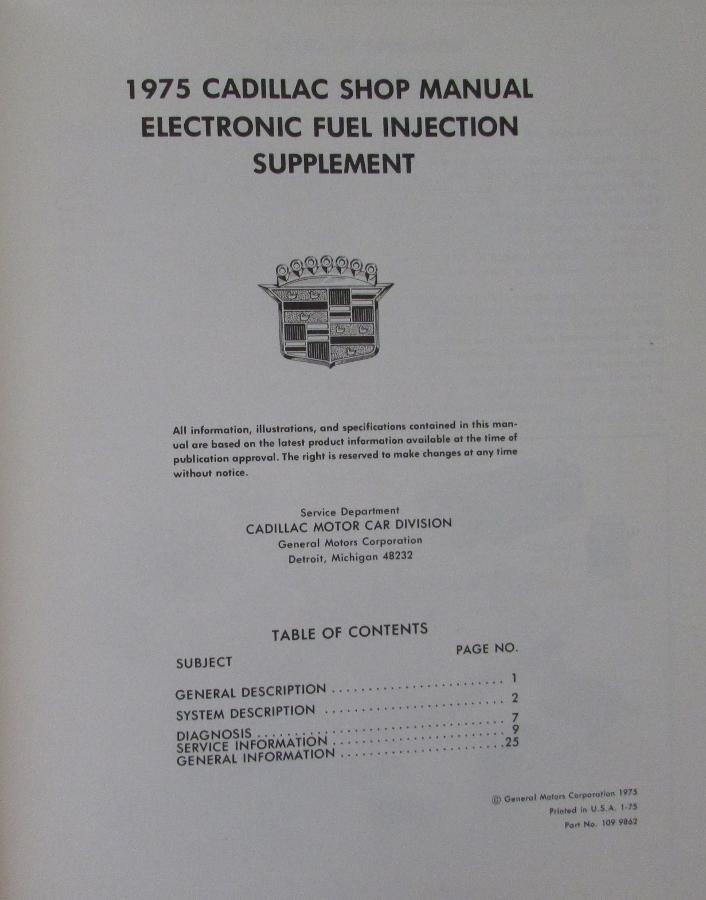 1975 CADILLAC SHOP MANUAL
ELECTRONIC FUEL INJECTION
SUPPLEMENT
All information, illustrations, and specifications contained in this man-
ual are based on the latest product information available at the time of
publication approval. The right is reserved to make changes at any time
without notice.
Service Department
CADILLAC MOTOR CAR DIVISION
General Motors Corporation
Detroit, Michigan 48232
TABLE OF CONTENTS
SUBJECT PAGE NO.
GENERAL DESCRIPTION . . . . . . . . . . . . . . . . . . . . . . . . 1
SYSTEM DESCRIPTION . . . . . . . . . . . . . . . . . . . . . . . . . 2
DIAGNOSIS . . . . . . . . . . . . . . . . . . . . . . . . . . . . . . . . . . 7
SERVICE INFORMATION . . . . . . . . . . . . . . . . . . . . . . . . 9
GENERAL INFORMATION . . . . . . . . . . . . . . . . . . . . . . .25
© General Motors Corporation 1975
Printed in U.S.A. 1-75
Part No. 109 9862